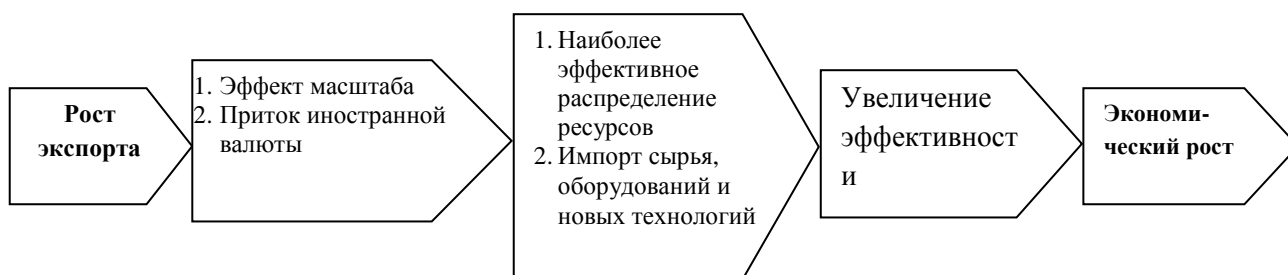 Рост
экспорта
1. Эффект масштаба
2. Приток иностранной
валюты
1. Наиболее
эффективное
распределение
ресурсов
2. Импорт сырья,
оборудований и
новых технологий
Увеличение
эффективност
и
Экономи-
ческий рост